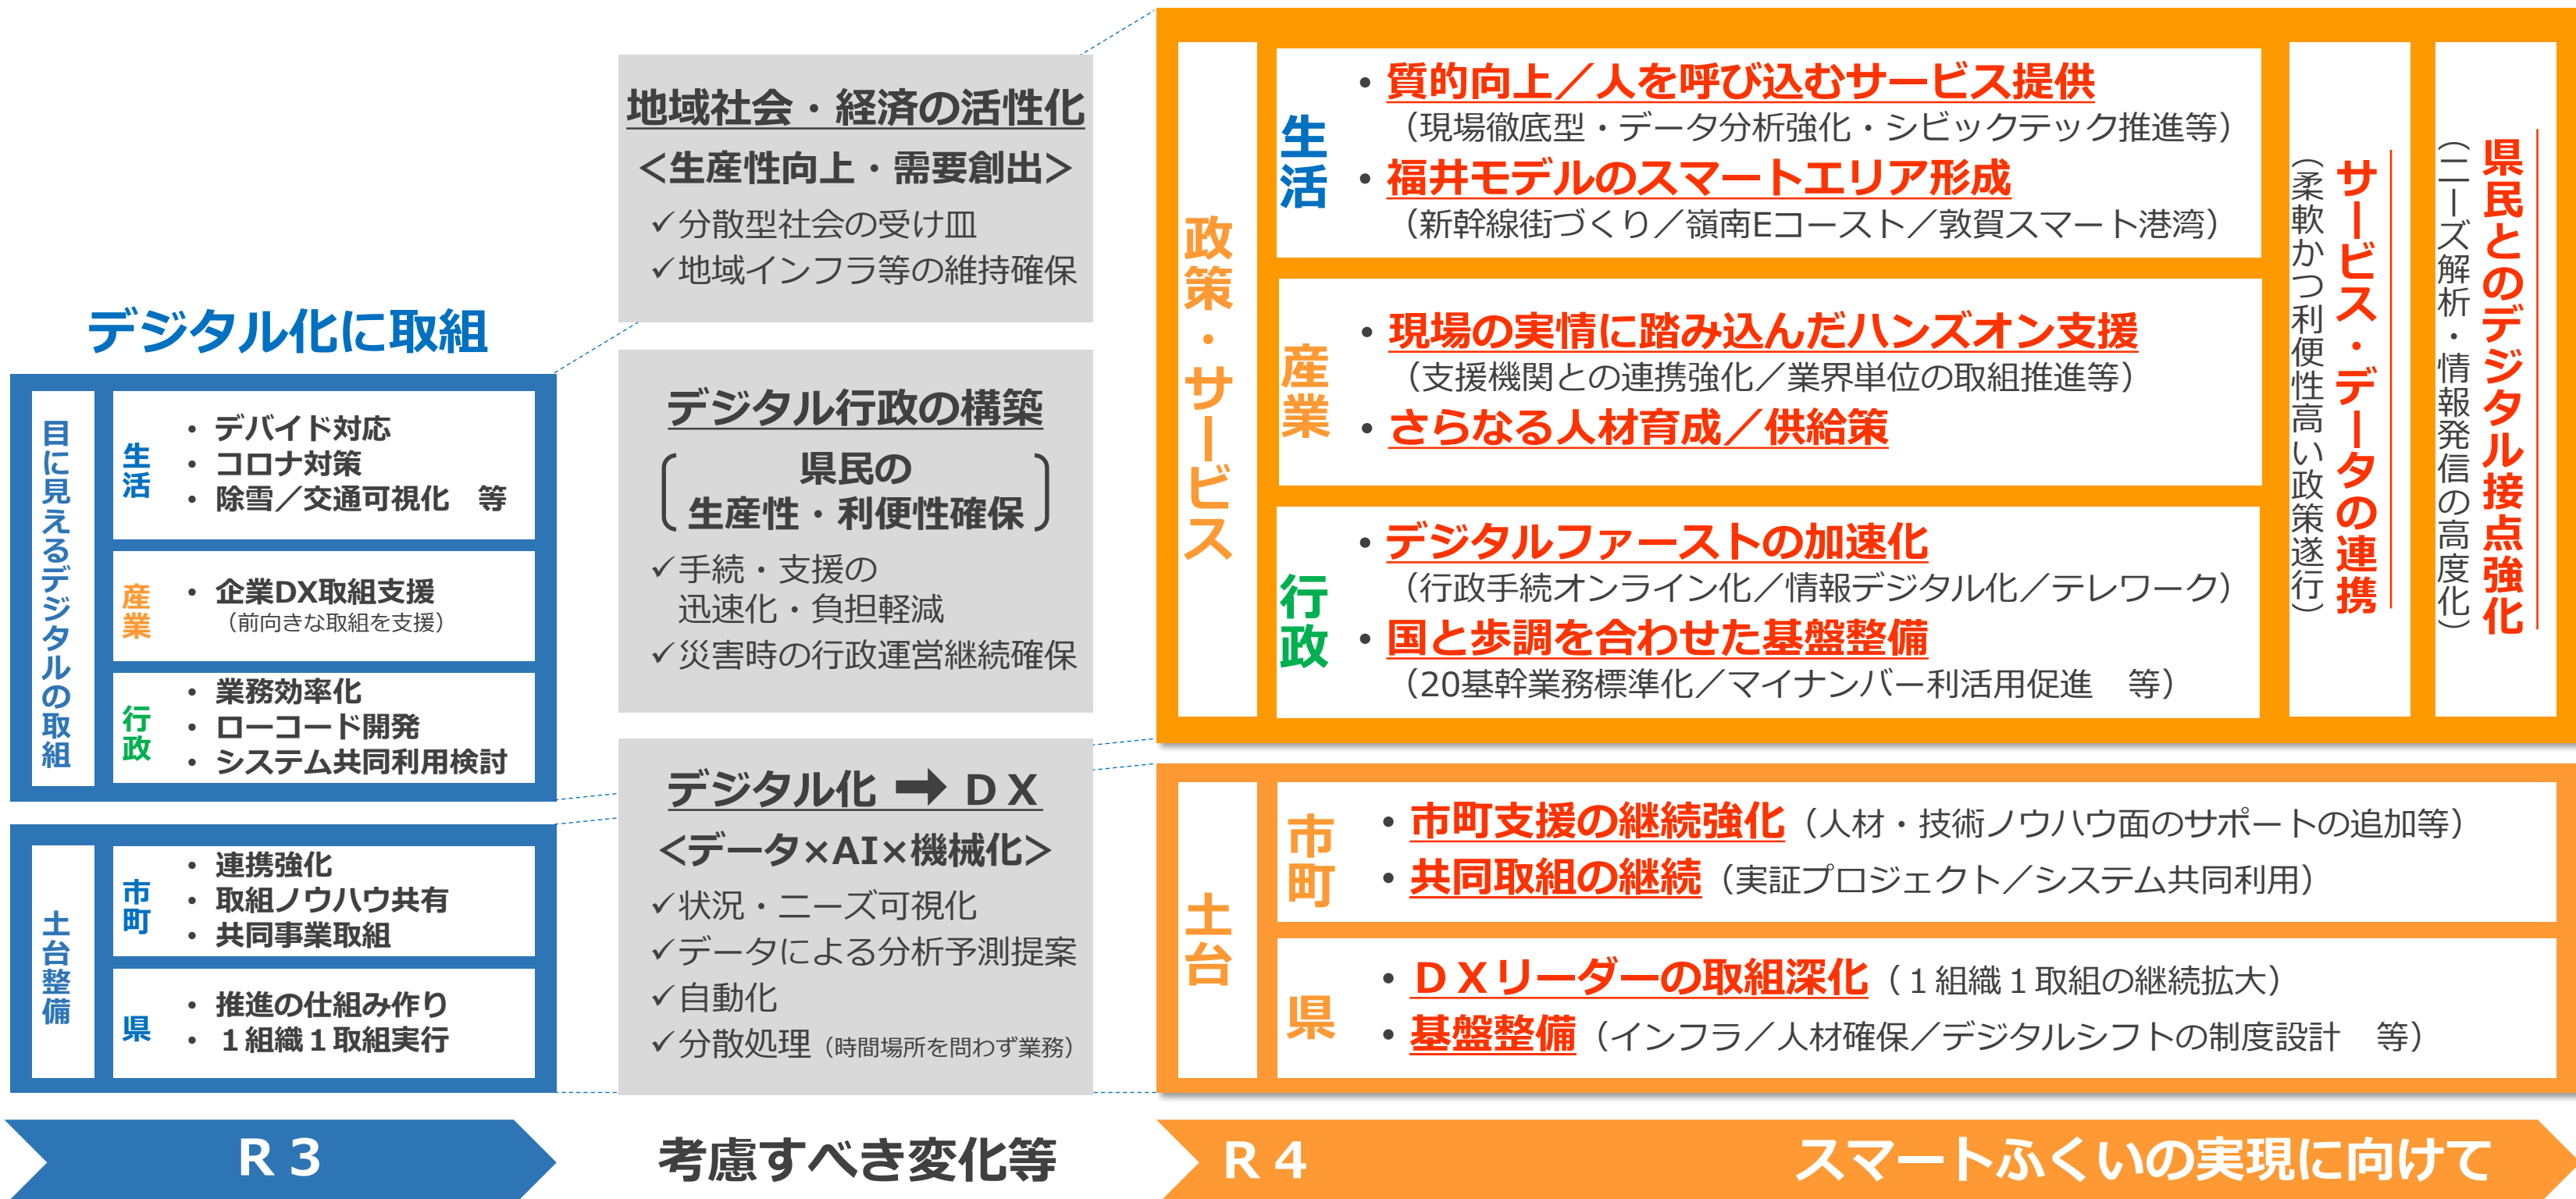 デジタル化に取組
目に見えるデジタルの取組
生活
・ デバイド対応
・ コロナ対策
・ 除雪／交通可視化　等
産業
・ 企業DX取組支援
（前向きな取組を支援）
行政
・ 業務効率化
・ ローコード開発
・ システム共同利用検討
土台整備
市町
・ 連携強化
・ 取組ノウハウ共有
・ 共同事業取組
県
・ 推進の仕組み作り
・ １組織１取組実行
R３
地域社会・経済の活性化
＜生産性向上・需要創出＞
✓分散型社会の受け皿
✓地域インフラ等の維持確保
デジタル行政の構築
県民の
生産性・利便性確保
✓手続・支援の
迅速化・負担軽減
✓災害時の行政運営継続確保
デジタル化 ➡ ＤＸ
＜データ×AI×機械化＞
✓状況・ニーズ可視化
✓データによる分析予測提案
✓自動化
✓分散処理（時間場所を問わず業務）
考慮すべき変化等
政策・サービス
生活
・質的向上／人を呼び込むサービス提供
（現場徹底型・データ分析強化・シビックテック推進等）
・福井モデルのスマートエリア形成
（新幹線街づくり／嶺南Eコースト／敦賀スマート港湾）
産業
・現場の実情に踏み込んだハンズオン支援
（支援機関との連携強化／業界単位の取組推進等）
・さらなる人材育成／供給策
行政
・デジタルファーストの加速化
（行政手続オンライン化／情報デジタル化／テレワーク）
・国と歩調を合わせた基盤整備
（20基幹業務標準化／マイナンバー利活用促進　等）
サービス・データの連携
（柔軟かつ利便性高い政策遂行）
県民とのデジタル接点強化
（ニーズ解析・情報発信の高度化）
土台
市町
・市町支援の継続強化（人材・技術ノウハウ面のサポートの追加等）
・共同取組の継続（実証プロジェクト／システム共同利用）
県
・ＤＸリーダーの取組深化（１組織１取組の継続拡大）
・基盤整備（インフラ／人材確保／デジタルシフトの制度設計　等）
R４
スマートふくいの実現に向けて